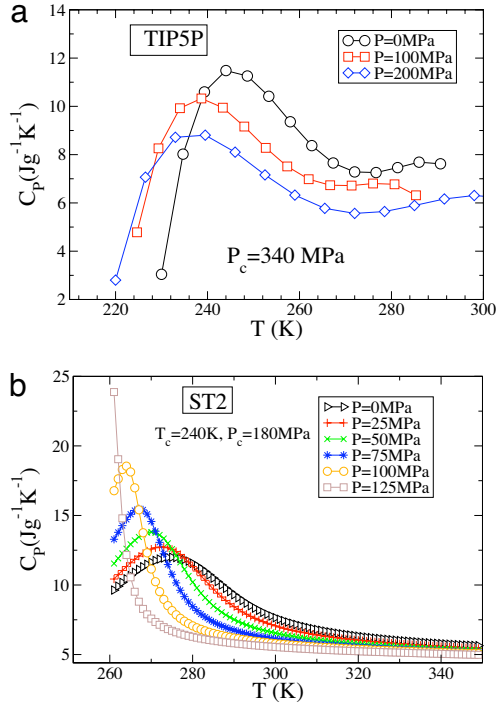 a
TIP5P
P=0MPa
P=100MPa
P=200MPa
C_P(Jg⁻¹K⁻¹)
14
12
10
8
6
4
2
P_c=340 MPa
220 240 260 280 300
T (K)
b
ST2
T_c=240K, P_c=180MPa
P=0MPa
P=25MPa
P=50MPa
P=75MPa
P=100MPa
P=125MPa
C_P(Jg⁻¹K⁻¹)
25
20
15
10
5
260 280 300 320 340
T (K)